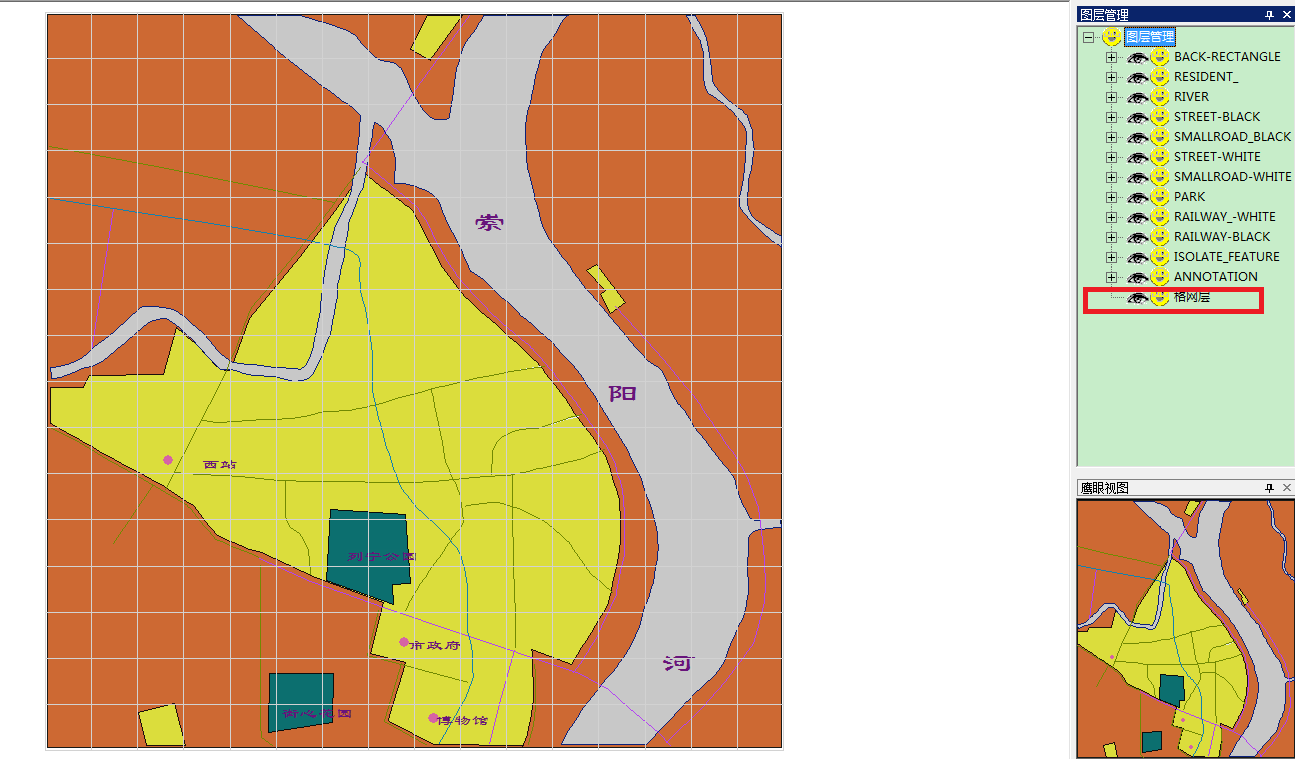 图层管理
图层管理
BACK-RECTANGLE
RESIDENT_
RIVER
STREET-BLACK
SMALLROAD_BLACK
STREET-WHITE
SMALLROAD-WHITE
PARK
RAILWAY_-WHITE
RAILWAY-BLACK
ISOLATE_FEATURE
ANNOTATION
格网层
鹰眼视图
阳
河
西站
列宁公园
市政府
街心花园
博物馆